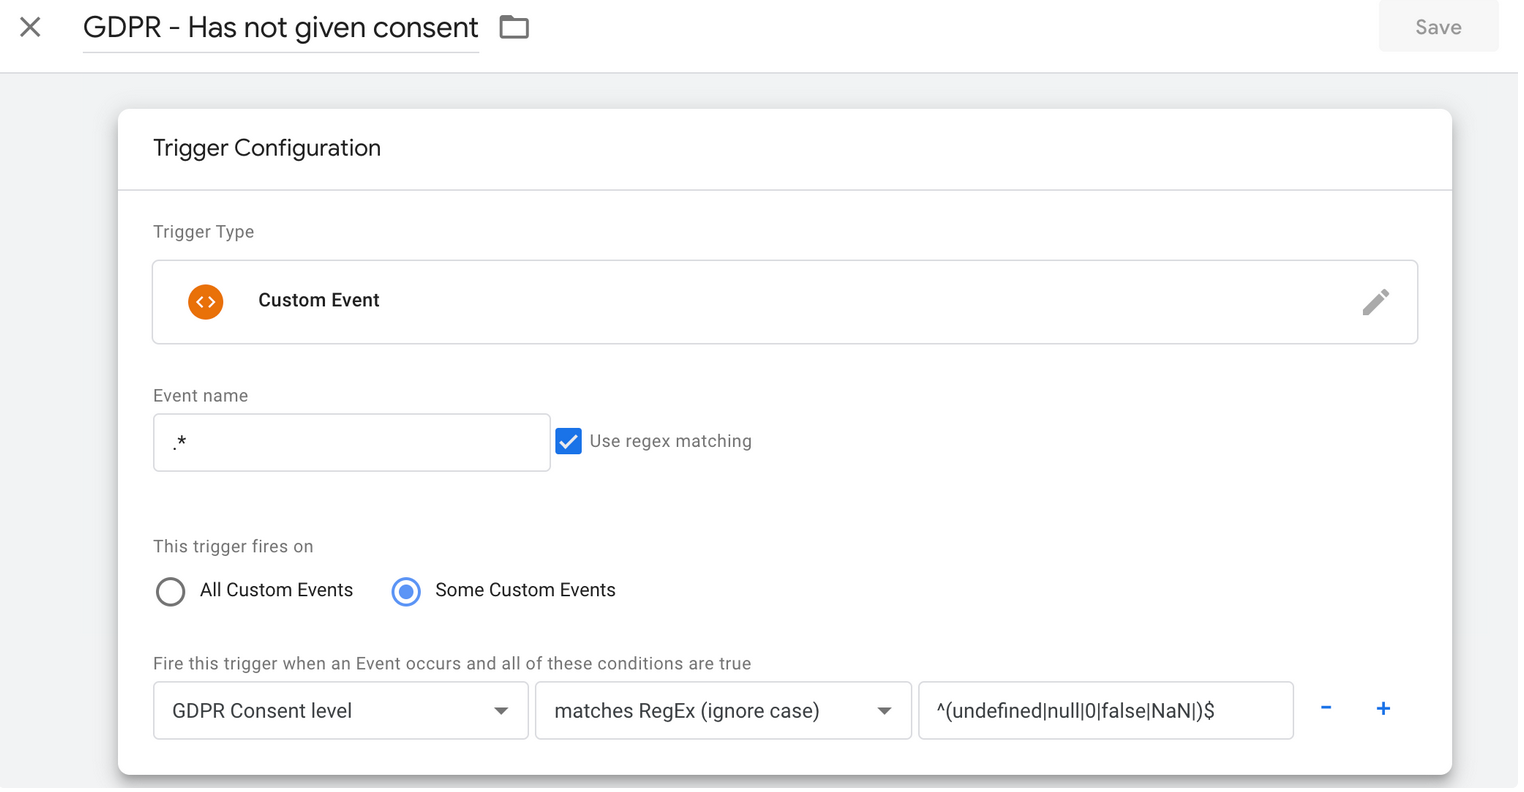 GDPR - Has not given consent
Save
Trigger Configuration
Trigger Type
Custom Event
Event name
.*
Use regex matching
This trigger fires on
All Custom Events
Some Custom Events
Fire this trigger when an Event occurs and all of these conditions are true
GDPR Consent level
matches RegEx (ignore case)
^(undefined|null|0|false|NaN|)$